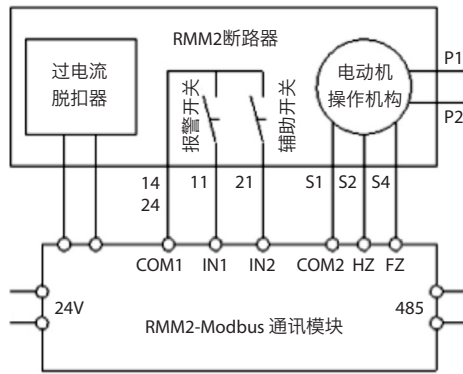 RMM2断路器
过电流
脱扣器
报警开关
辅助开关
电动机
操作机构
P1
P2
14
24
11
21
S1
S2
S4
COM1
IN1
IN2
COM2
HZ
FZ
24V
485
RMM2-Modbus 通讯模块